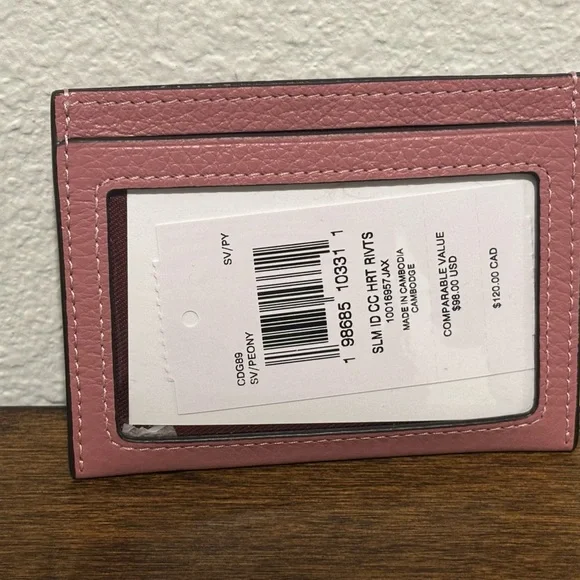 CDG89
SV/PEONY
SV/PY
1 98685 10331 1
SLM ID CC HRT RIVTS
10016957JAX
MADE IN CAMBODIA
CAMBODGE
COMPARABLE VALUE
$98.00 USD
$120.00 CAD